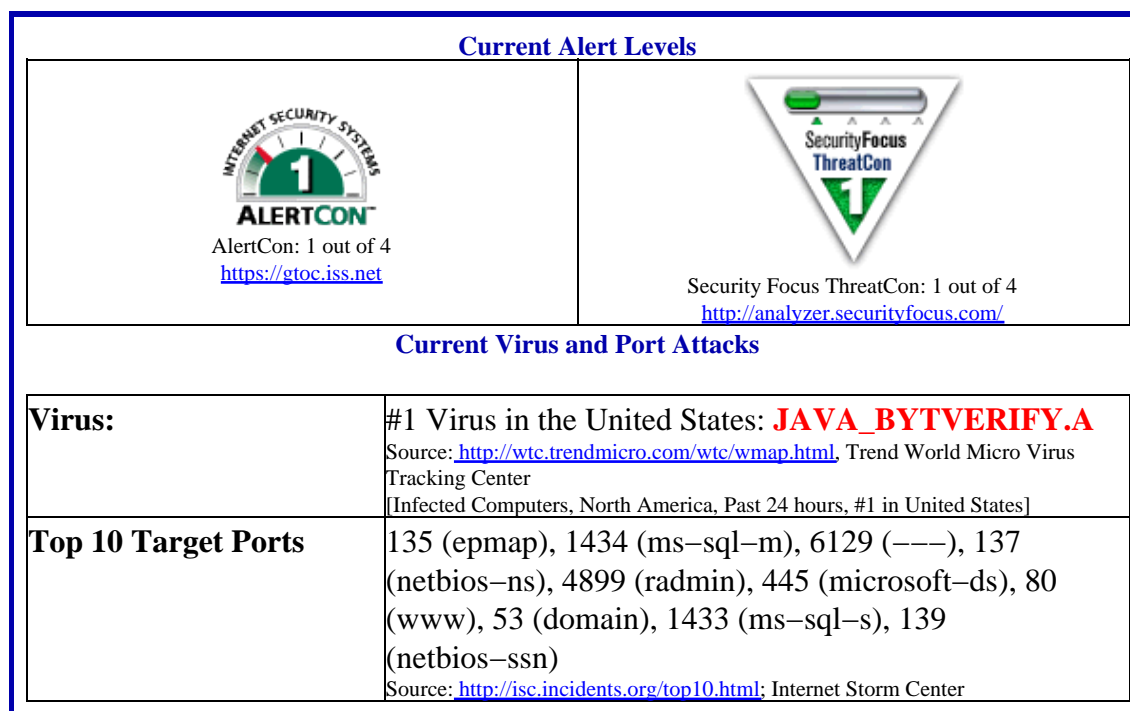 Current Alert Levels
INTERNET SECURITY SYSTEMS
1
ALERTCON™
AlertCon: 1 out of 4
https://gtoc.iss.net
SecurityFocus
ThreatCon
1
Security Focus ThreatCon: 1 out of 4
http://analyzer.securityfocus.com/
Current Virus and Port Attacks
Virus:
#1 Virus in the United States: JAVA_BYTVERIFY.A
Source: http://wtc.trendmicro.com/wtc/wmap.html, Trend World Micro Virus
Tracking Center
[Infected Computers, North America, Past 24 hours, #1 in United States]
Top 10 Target Ports
135 (epmap), 1434 (ms−sql−m), 6129 (−−−), 137
(netbios−ns), 4899 (radmin), 445 (microsoft−ds), 80
(www), 53 (domain), 1433 (ms−sql−s), 139
(netbios−ssn)
Source: http://isc.incidents.org/top10.html; Internet Storm Center